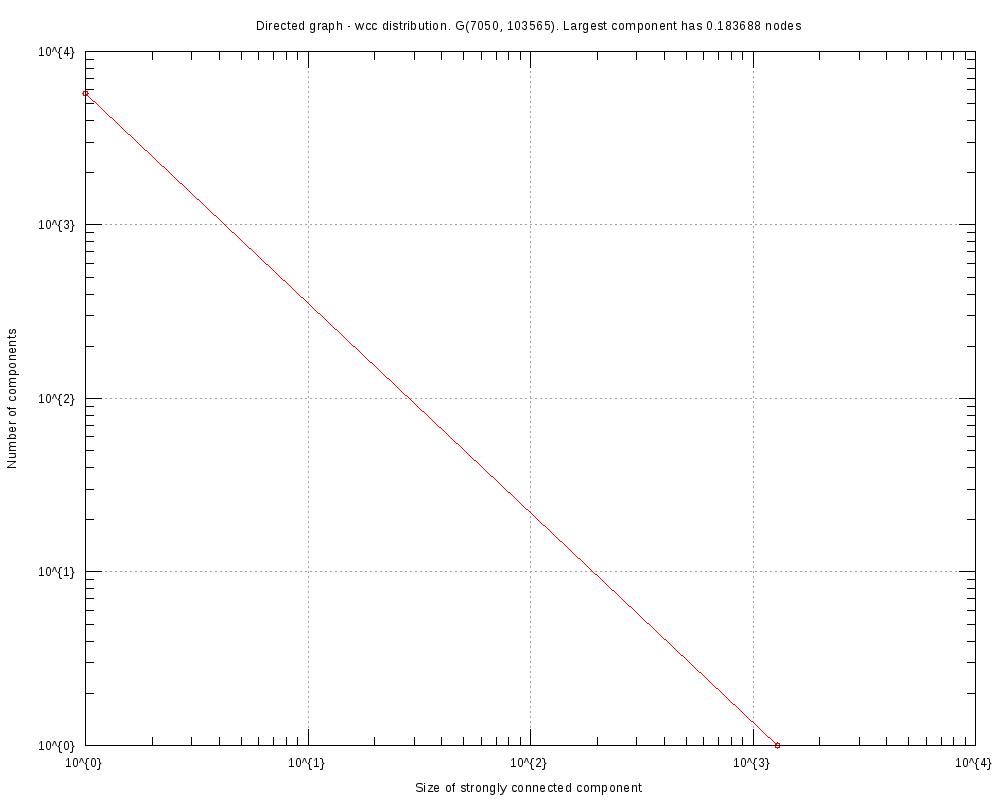 Directed graph - wcc distribution. G(7050, 103565). Largest component has 0.183688 nodes
10^{4}
10^{3}
10^{2}
10^{1}
10^{0}
Number of components
10^{0} 10^{1} 10^{2} 10^{3} 10^{4}
Size of strongly connected component